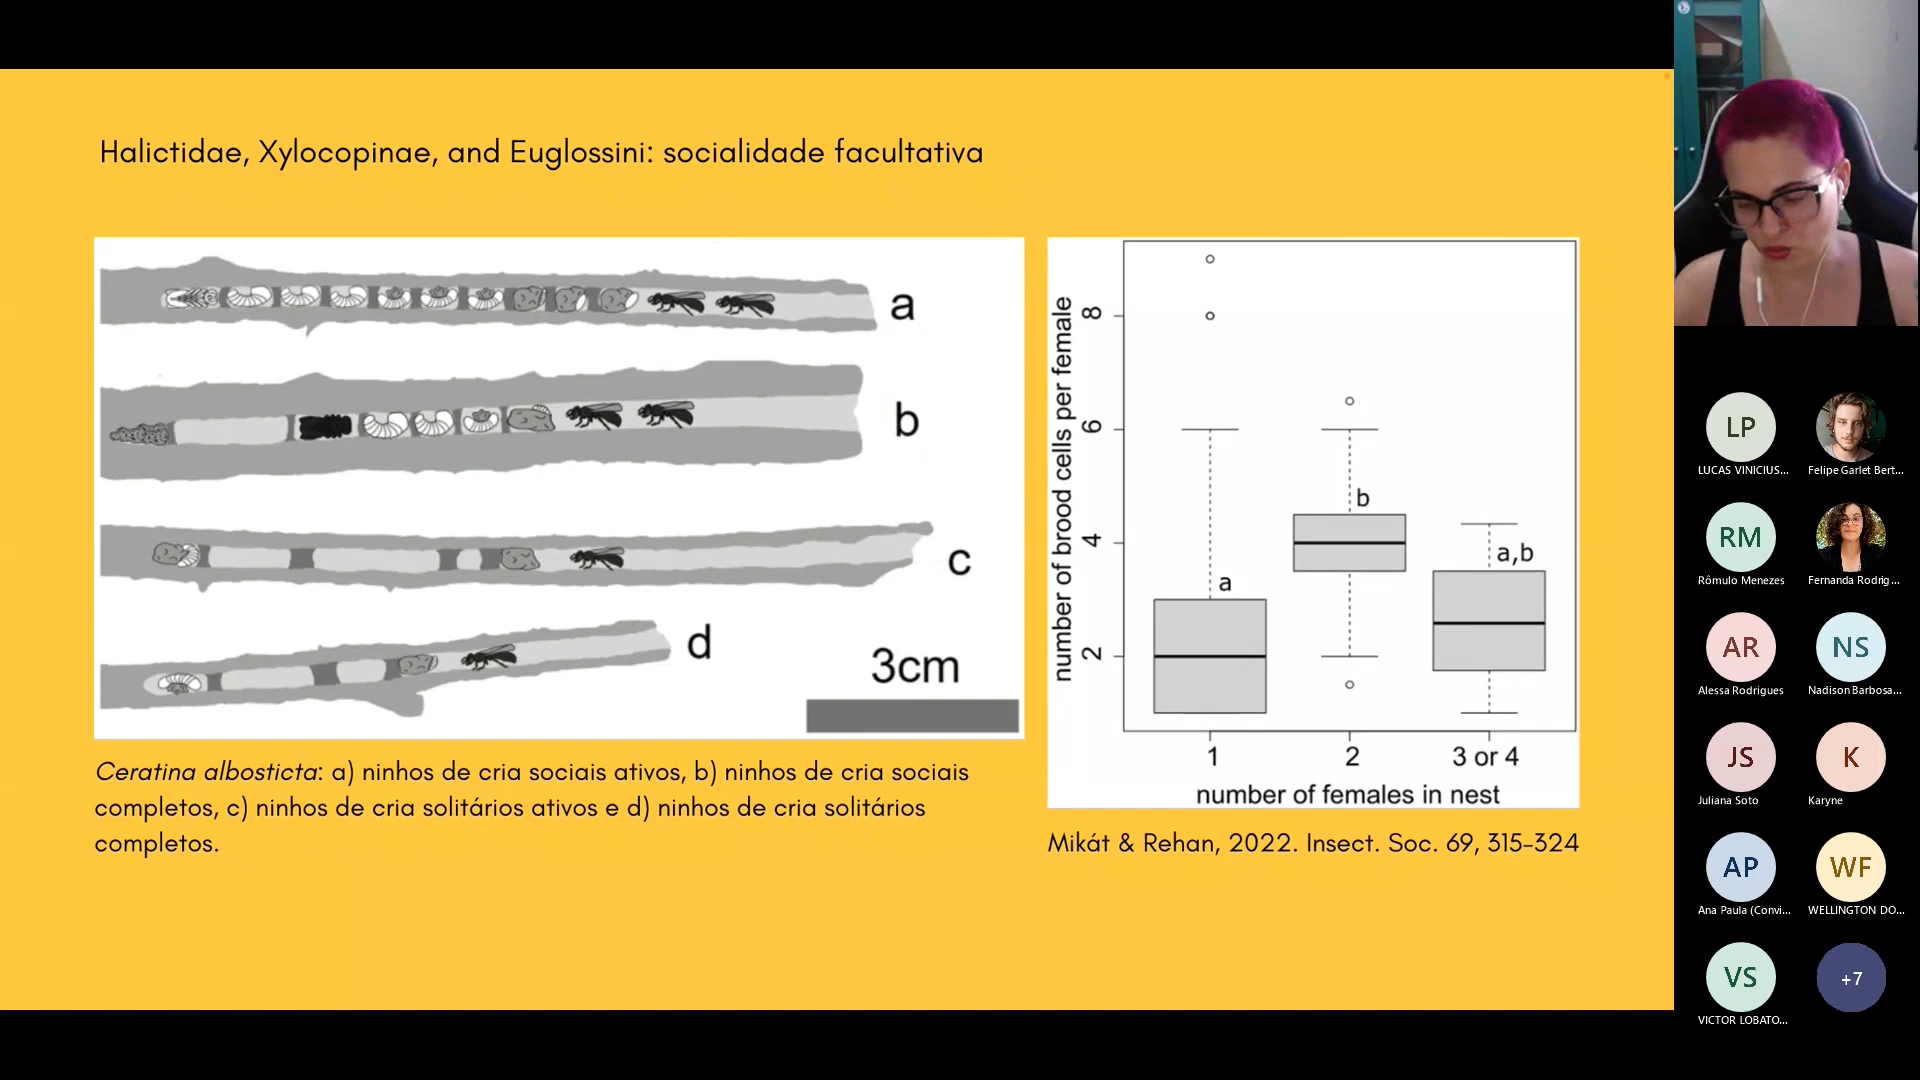 Halictidae, Xylocopinae, and Euglossini: socialidade facultativa
a
b
c
d
3cm
Ceratina albosticta: a) ninhos de cria sociais ativos, b) ninhos de cria sociais
completos, c) ninhos de cria solitários ativos e d) ninhos de cria solitários
completos.
number of brood cells per female
8
6
4
2
a
b
a,b
1 2 3 or 4
number of females in nest
Mikát & Rehan, 2022. Insect. Soc. 69, 315-324
LP
LUCAS VINICIUS...
Felipe Garlet Bert...
RM
Rômulo Menezes
Fernanda Rodrig...
AR
Alessa Rodrigues
NS
Nadison Barbosa...
JS
Juliana Soto
K
Karyne
AP
Ana Paula (Convi...
WF
WELLINGTON DO...
VS
VICTOR LOBATO...
+7